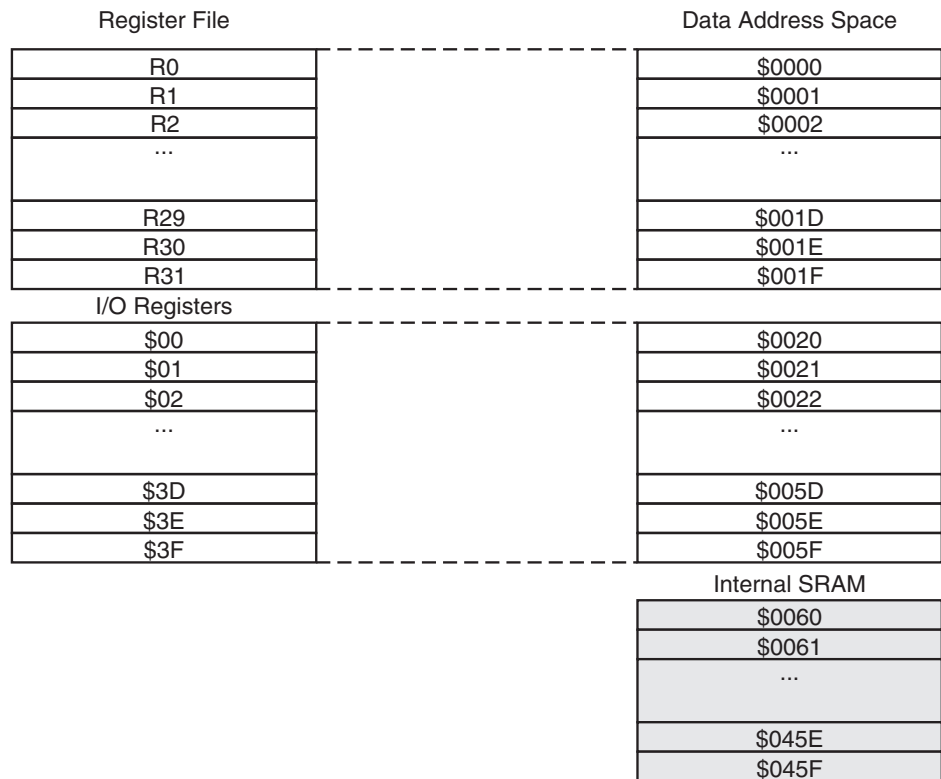 Register File Data Address Space
R0 $0000
R1 $0001
R2 $0002
... ...
R29 $001D
R30 $001E
R31 $001F
I/O Registers
$00 $0020
$01 $0021
$02 $0022
... ...
$3D $005D
$3E $005E
$3F $005F
Internal SRAM
$0060
$0061
...
$045E
$045F